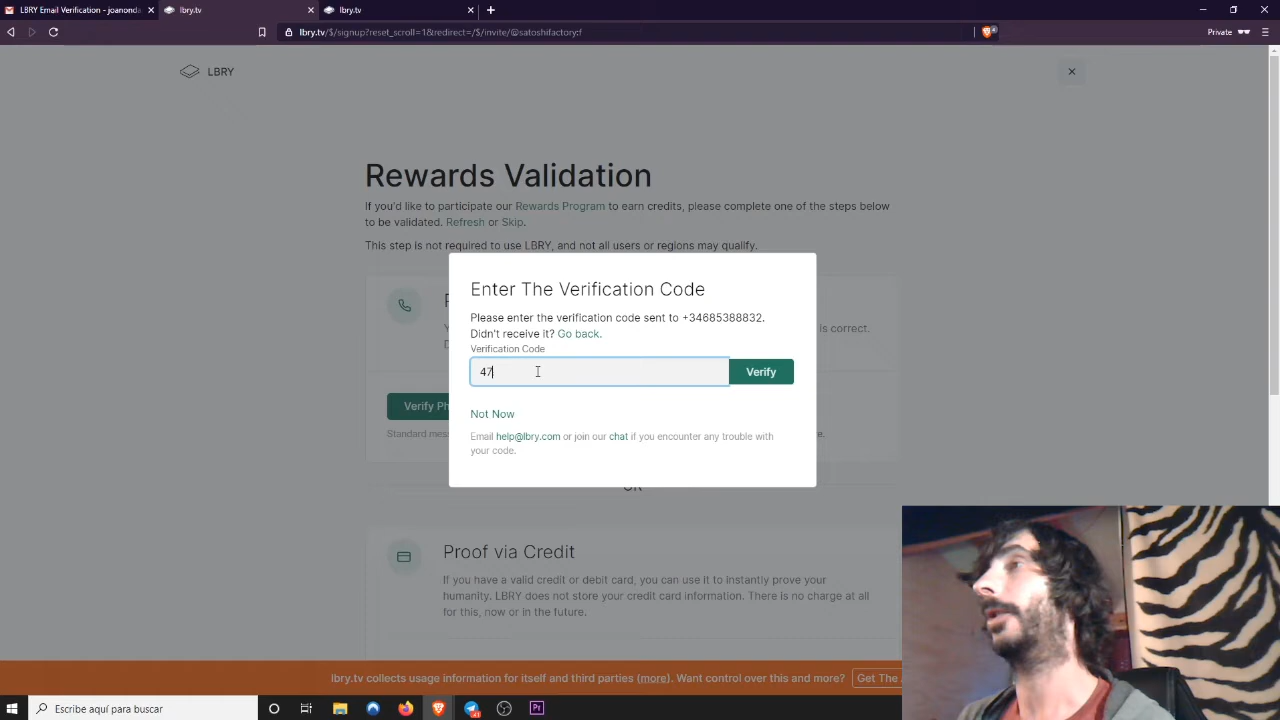 LBRY Email Verification - joanond
lbry.tv
lbry.tv
lbry.tv/$/signup?reset_scroll=1&redirect=/$/invite/@satoshifactory:f
4
Private
LBRY
Rewards Validation
If you'd like to participate our Rewards Program to earn credits, please complete one of the steps below
to be validated. Refresh or Skip.
This step is not required to use LBRY, and not all users or regions may qualify.
Enter The Verification Code
Please enter the verification code sent to +34685388832.
Didn't receive it? Go back.
Verification Code
47
Verify
Not Now
Email help@lbry.com or join our chat if you encounter any trouble with
your code.
is correct.
Verify Ph
Standard mes
OR
Proof via Credit
If you have a valid credit or debit card, you can use it to instantly prove your
humanity. LBRY does not store your credit card information. There is no charge at all
for this, now or in the future.
lbry.tv collects usage information for itself and third parties (more). Want control over this and more?
Get The
Escribe aquí para buscar
Pr